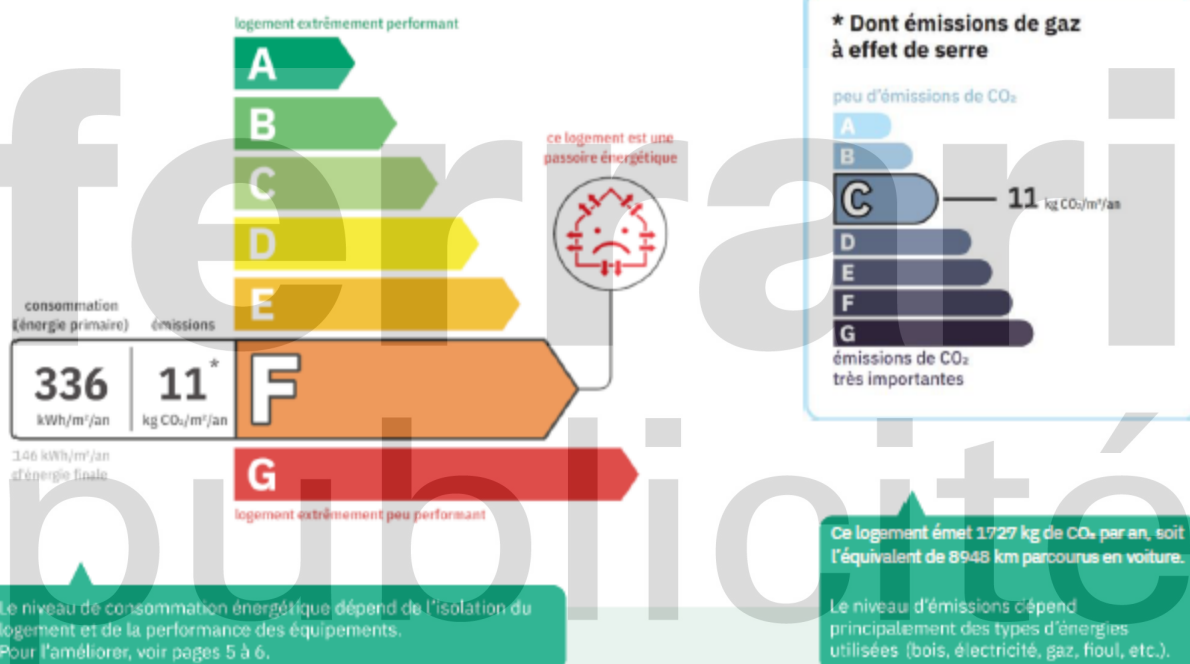 logement extrêmement performant
A
B
C
D
E
F
G
logement extrêmement peu performant
ce logement est une
passoire énergétique
consommation
(énergie primaire)
émissions
336
kWh/m²/an
11*
kg CO₂/m²/an
146 kWh/m²/an
d'énergie finale
Le niveau de consommation énergétique dépend de l'isolation du
logement et de la performance des équipements.
Pour l'améliorer, voir pages 5 à 6.
* Dont émissions de gaz
à effet de serre
peu d'émissions de CO₂
A
B
C
11 kg CO₂/m²/an
D
E
F
G
émissions de CO₂
très importantes
Ce logement émet 1727 kg de CO₂ par an, soit
l'équivalent de 8948 km parcourus en voiture.
Le niveau d'émissions dépend
principalement des types d'énergies
utilisées (bois, électricité, gaz, fioul, etc.).
ferrari
publicité